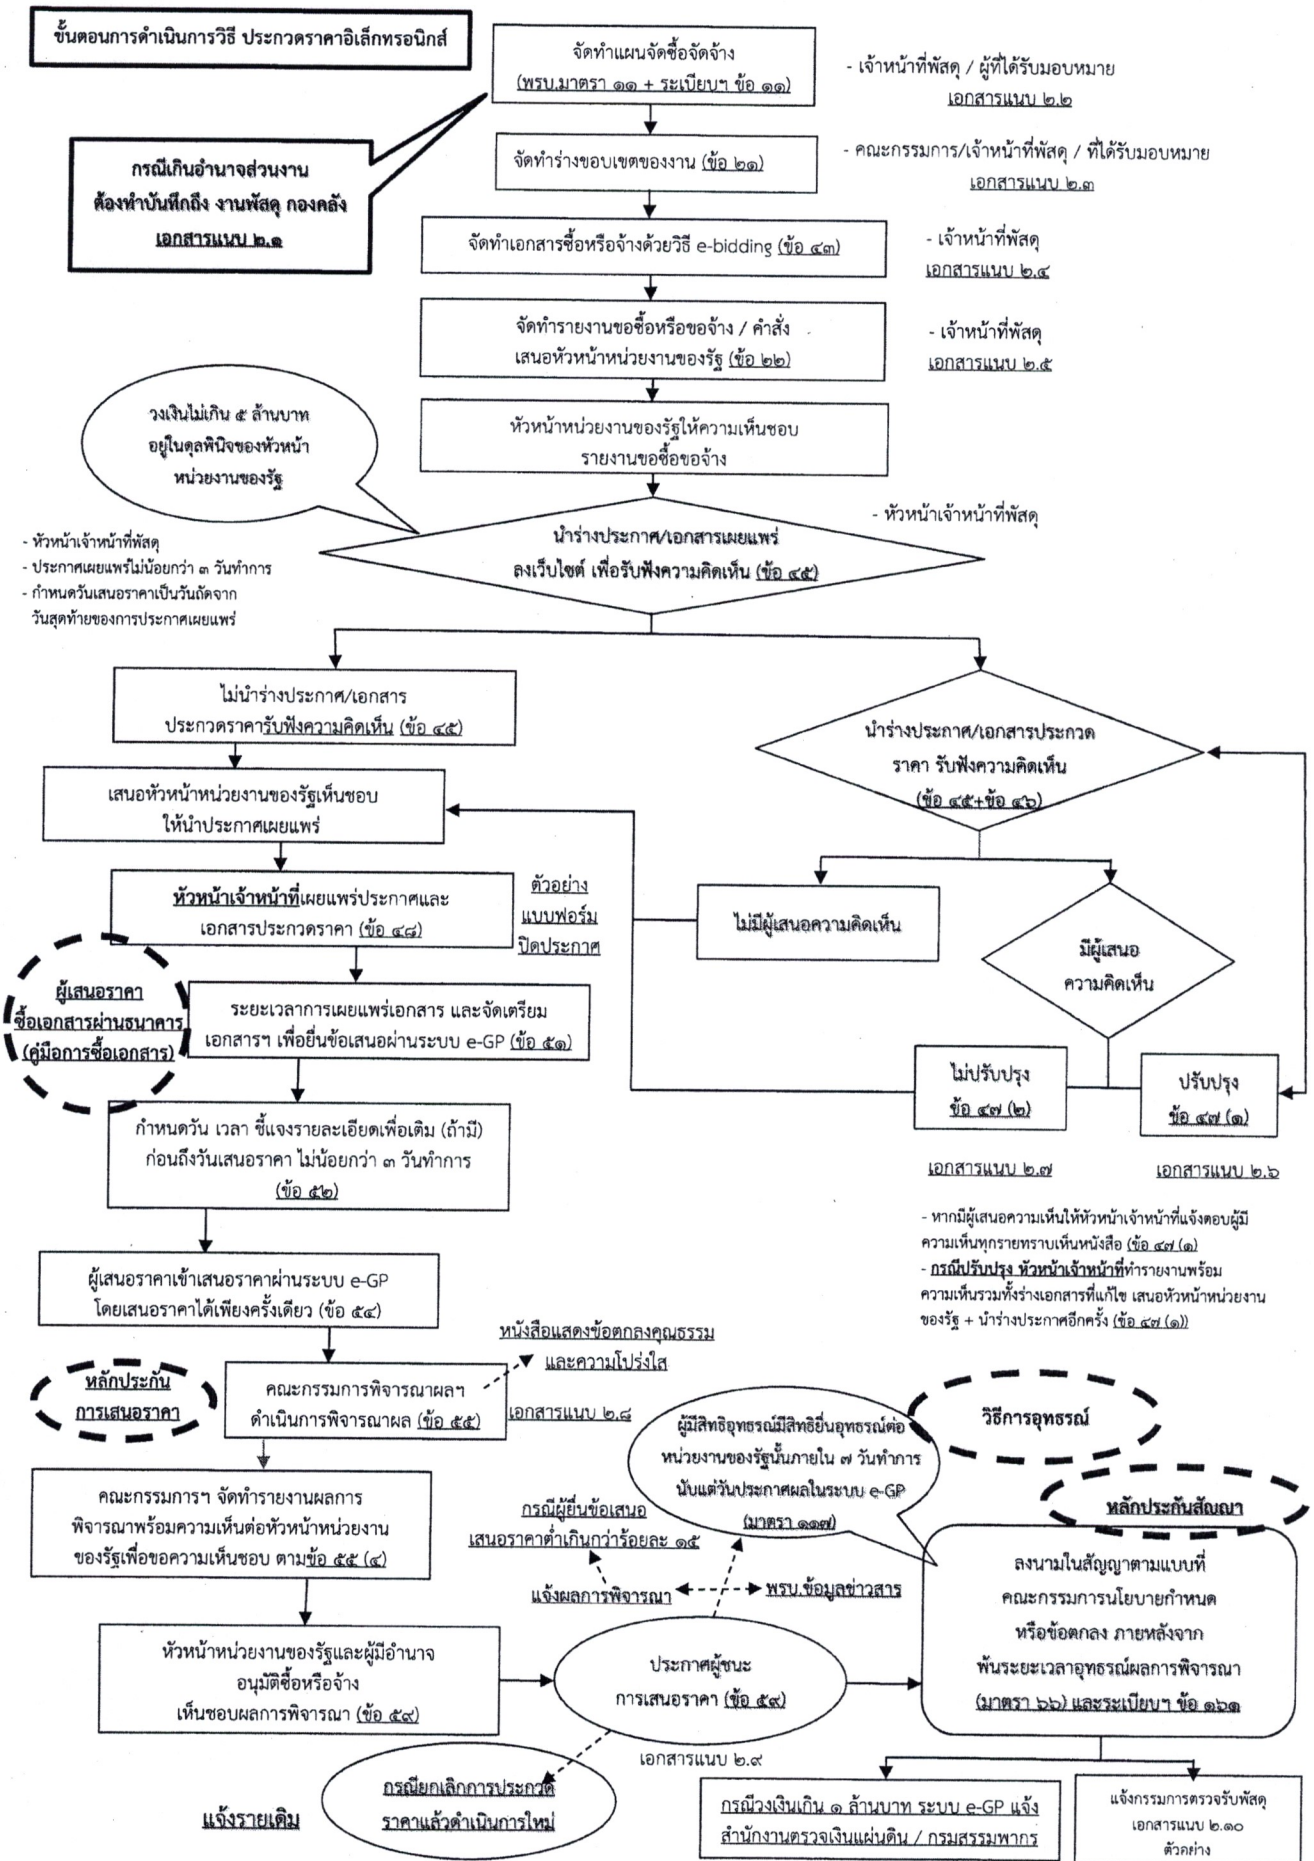 ขั้นตอนการดำเนินการวิธี ประกวดราคาอิเล็กทรอนิกส์
จัดทำแผนจัดซื้อจัดจ้าง
(พรบ.มาตรา ๑๑ + ระเบียบฯ ข้อ ๑๑)
- เจ้าหน้าที่พัสดุ / ผู้ที่ได้รับมอบหมาย
เอกสารแนบ ๒.๒
กรณีเกินอำนาจส่วนงาน
ต้องทำบันทึกถึง งานพัสดุ กองคลัง
เอกสารแนบ ๒.๑
จัดทำร่างขอบเขตของงาน (ข้อ ๒๑)
- คณะกรรมการ/เจ้าหน้าที่พัสดุ / ที่ได้รับมอบหมาย
เอกสารแนบ ๒.๓
จัดทำเอกสารซื้อหรือจ้างด้วยวิธี e-bidding (ข้อ ๔๓)
- เจ้าหน้าที่พัสดุ
เอกสารแนบ ๒.๔
จัดทำรายงานขอซื้อหรือขอจ้าง / คำสั่ง
เสนอหัวหน้าหน่วยงานของรัฐ (ข้อ ๒๒)
- เจ้าหน้าที่พัสดุ
เอกสารแนบ ๒.๕
วงเงินไม่เกิน ๕ ล้านบาท
อยู่ในดุลพินิจของหัวหน้า
หน่วยงานของรัฐ
หัวหน้าหน่วยงานของรัฐให้ความเห็นชอบ
รายงานขอซื้อขอจ้าง
- หัวหน้าเจ้าหน้าที่พัสดุ
นำร่างประกาศ/เอกสารเผยแพร่
ลงเว็บไซต์ เพื่อรับฟังความคิดเห็น (ข้อ ๔๕)
- หัวหน้าเจ้าหน้าที่พัสดุ
- ประกาศเผยแพร่ไม่น้อยกว่า ๓ วันทำการ
- กำหนดวันเสนอราคาเป็นวันถัดจาก
วันสุดท้ายของการประกาศเผยแพร่
ไม่นำร่างประกาศ/เอกสาร
ประกวดราคารับฟังความคิดเห็น (ข้อ ๔๕)
นำร่างประกาศ/เอกสารประกวด
ราคา รับฟังความคิดเห็น
(ข้อ ๔๕+ข้อ ๔๖)
เสนอหัวหน้าหน่วยงานของรัฐเห็นชอบ
ให้นำประกาศเผยแพร่
หัวหน้าเจ้าหน้าที่เผยแพร่ประกาศและ
เอกสารประกวดราคา (ข้อ ๔๘)
ตัวอย่าง
แบบฟอร์ม
ปิดประกาศ
ไม่มีผู้เสนอความคิดเห็น
มีผู้เสนอ
ความคิดเห็น
ผู้เสนอราคา
ซื้อเอกสารผ่านธนาคาร
(คู่มือการซื้อเอกสาร)
ระยะเวลาการเผยแพร่เอกสาร และจัดเตรียม
เอกสารฯ เพื่อยื่นข้อเสนอผ่านระบบ e-GP (ข้อ ๕๑)
ไม่ปรับปรุง
ข้อ ๔๗ (๒)
ปรับปรุง
ข้อ ๔๗ (๑)
กำหนดวัน เวลา ชี้แจงรายละเอียดเพื่อเติม (ถ้ามี)
ก่อนถึงวันเสนอราคา ไม่น้อยกว่า ๓ วันทำการ
(ข้อ ๕๒)
เอกสารแนบ ๒.๗
เอกสารแนบ ๒.๖
- หากมีผู้เสนอความเห็นให้หัวหน้าเจ้าหน้าที่แจ้งตอบผู้มี
ความเห็นทุกรายทราบเห็นหนังสือ (ข้อ ๔๗ (๑)
- กรณีปรับปรุง หัวหน้าเจ้าหน้าที่ทำรายงานพร้อม
ความเห็นรวมทั้งร่างเอกสารที่แก้ไข เสนอหัวหน้าหน่วยงาน
ของรัฐ + นำร่างประกาศอีกครั้ง (ข้อ ๔๗ (๑))
ผู้เสนอราคาเข้าเสนอราคาผ่านระบบ e-GP
โดยเสนอราคาได้เพียงครั้งเดียว (ข้อ ๕๔)
หนังสือแสดงข้อตกลงคุณธรรม
และความโปร่งใส
หลักประกัน
การเสนอราคา
คณะกรรมการพิจารณาผลฯ
ดำเนินการพิจารณาผล (ข้อ ๕๕)
เอกสารแนบ ๒.๘
ผู้มีสิทธิอุทธรณ์มีสิทธิยื่นอุทธรณ์ต่อ
หน่วยงานของรัฐนั้นภายใน ๗ วันทำการ
นับแต่วันประกาศผลในระบบ e-GP
(มาตรา ๑๑๗)
วิธีการอุทธรณ์
หลักประกันสัญญา
คณะกรรมการฯ จัดทำรายงานผลการ
พิจารณาพร้อมความเห็นต่อหัวหน้าหน่วยงาน
ของรัฐเพื่อขอความเห็นชอบ ตามข้อ ๕๕ (๔)
กรณีผู้ยื่นข้อเสนอ
เสนอราคาต่ำเกินกว่าร้อยละ ๑๕
แจ้งผลการพิจารณา
พรบ.ข้อมูลข่าวสาร
ลงนามในสัญญาตามแบบที่
คณะกรรมการนโยบายกำหนด
หรือข้อตกลง ภายหลังจาก
พ้นระยะเวลาอุทธรณ์ผลการพิจารณา
(มาตรา ๖๖) และระเบียบฯ ข้อ ๑๖๑
หัวหน้าหน่วยงานของรัฐและผู้มีอำนาจ
อนุมัติซื้อหรือจ้าง
เห็นชอบผลการพิจารณา (ข้อ ๕๙)
ประกาศผู้ชนะ
การเสนอราคา (ข้อ ๕๙)
เอกสารแนบ ๒.๙
แจ้งรายเดิม
กรณียกเลิกการประกวด
ราคาแล้วดำเนินการใหม่
กรณีวงเงินเกิน ๑ ล้านบาท ระบบ e-GP แจ้ง
สำนักงานตรวจเงินแผ่นดิน / กรมสรรมพากร
แจ้งกรรมการตรวจรับพัสดุ
เอกสารแนบ ๒.๑๐
ตัวอย่าง